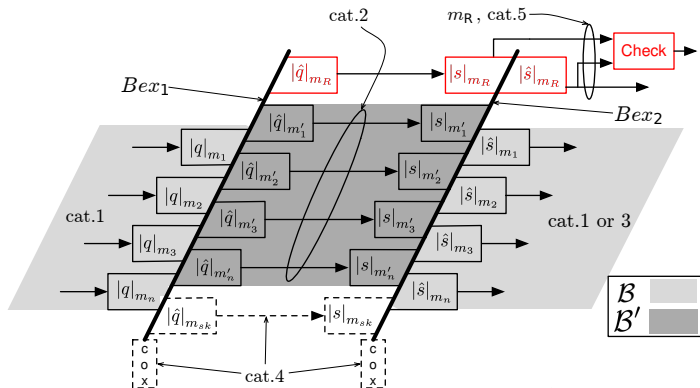 cat.2
m_R, cat.5
|q̂|_{m_R} |s|_{m_R} |ŝ|_{m_R} Check
Bex_1
Bex_2
|q̂|_{m'_1} |s|_{m'_1}
|q|_{m_1} |ŝ|_{m_1}
|q̂|_{m'_2} |s|_{m'_2}
cat.1 |q|_{m_2} |ŝ|_{m_2} cat.1 or 3
|q̂|_{m'_3} |s|_{m'_3}
|q|_{m_3} |ŝ|_{m_3}
|q̂|_{m'_n} |s|_{m'_n}
|q|_{m_n} |ŝ|_{m_n}
|q̂|_{m_{sk}} |s|_{m_{sk}}
B
B'
cat.4
c
o
x
c
o
x